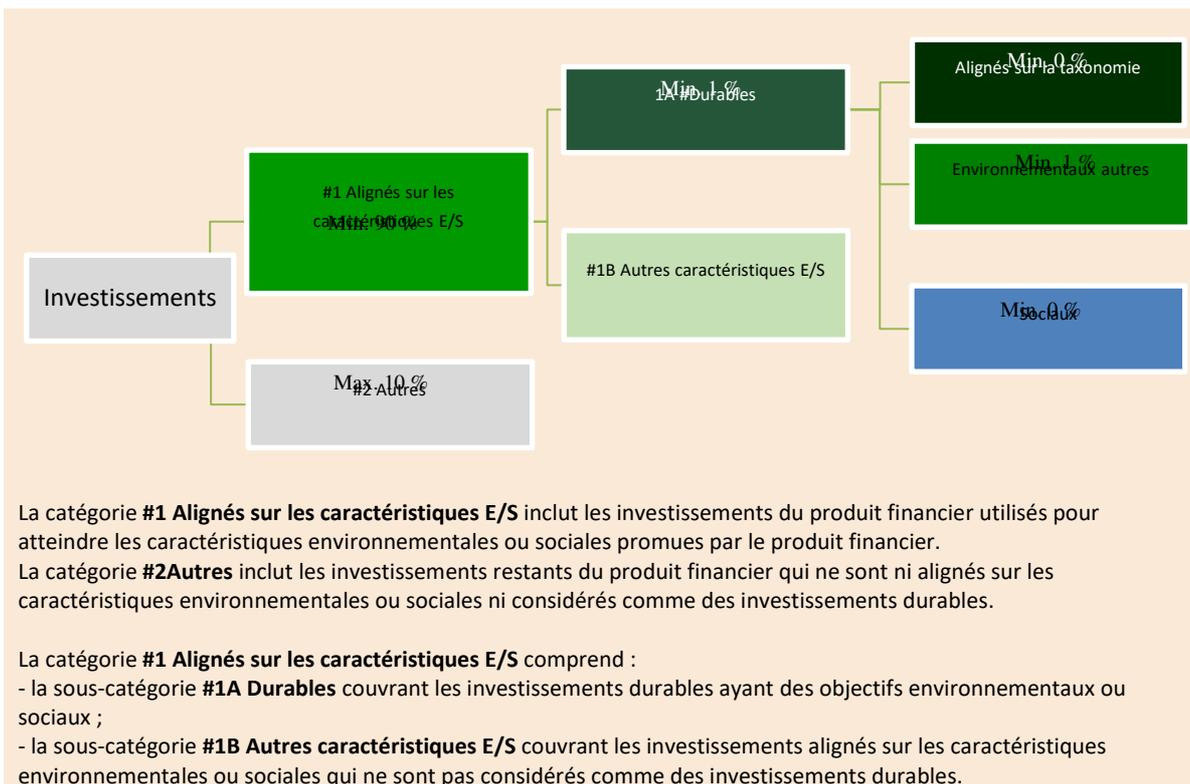 Min. 0 %
Alignés sur la taxonomie
Min. 1 %
1A #Durables
Min. 1 %
Environnementaux autres
#1 Alignés sur les
caractéristiques E/S
Min. 90 %
#1B Autres caractéristiques E/S
Investissements
Min. 0 %
Sociaux
Max. 10 %
#2 Autres
La catégorie #1 Alignés sur les caractéristiques E/S inclut les investissements du produit financier utilisés pour
atteindre les caractéristiques environnementales ou sociales promues par le produit financier.
La catégorie #2Autres inclut les investissements restants du produit financier qui ne sont ni alignés sur les
caractéristiques environnementales ou sociales ni considérés comme des investissements durables.
La catégorie #1 Alignés sur les caractéristiques E/S comprend :
- la sous-catégorie #1A Durables couvrant les investissements durables ayant des objectifs environnementaux ou
sociaux ;
- la sous-catégorie #1B Autres caractéristiques E/S couvrant les investissements alignés sur les caractéristiques
environnementales ou sociales qui ne sont pas considérés comme des investissements durables.